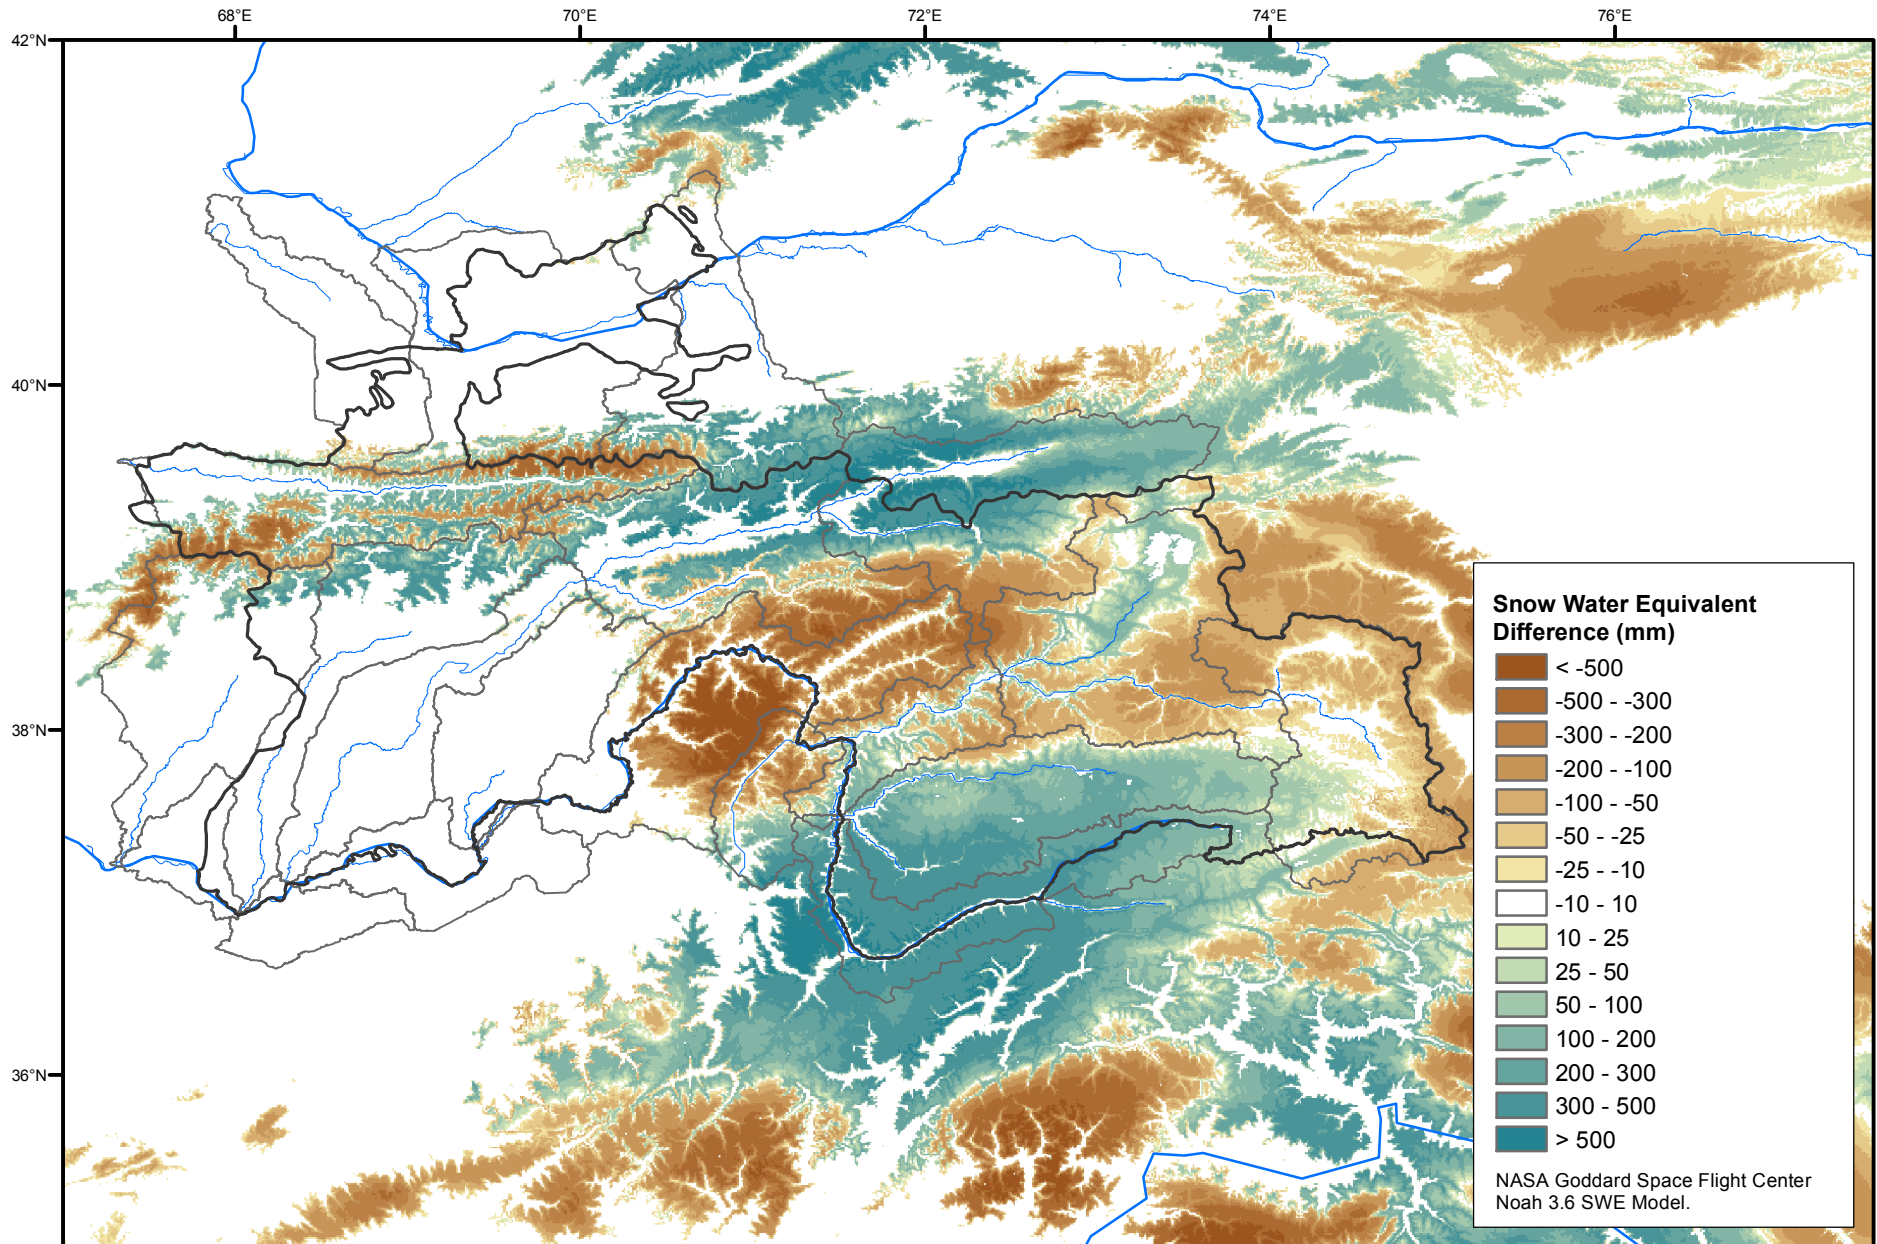 68°E 70°E 72°E 74°E 76°E
42°N
40°N
38°N
36°N
Snow Water Equivalent
Difference (mm)
< -500
-500 - -300
-300 - -200
-200 - -100
-100 - -50
-50 - -25
-25 - -10
-10 - 10
10 - 25
25 - 50
50 - 100
100 - 200
200 - 300
300 - 500
> 500
NASA Goddard Space Flight Center
Noah 3.6 SWE Model.